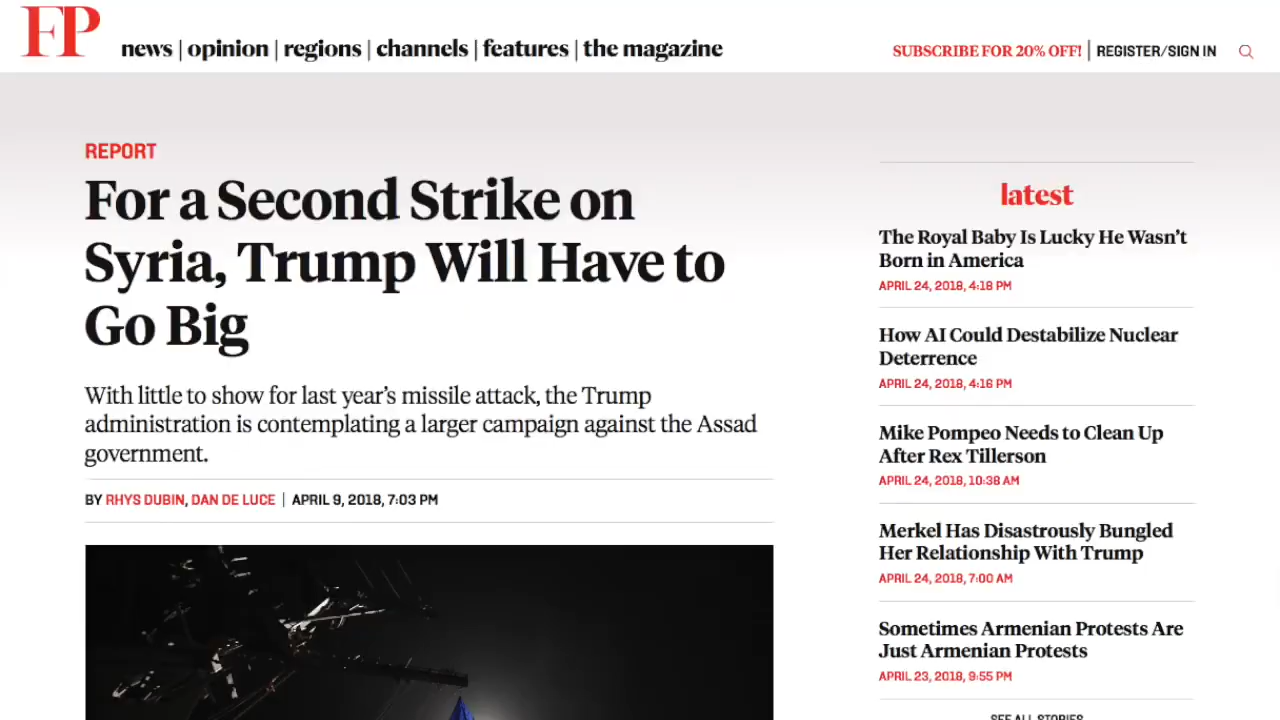 FP
news | opinion | regions | channels | features | the magazine
SUBSCRIBE FOR 20% OFF! | REGISTER/SIGN IN
REPORT
For a Second Strike on
Syria, Trump Will Have to
Go Big
With little to show for last year’s missile attack, the Trump
administration is contemplating a larger campaign against the Assad
government.
BY RHYS DUBIN, DAN DE LUCE | APRIL 9, 2018, 7:03 PM
latest
The Royal Baby Is Lucky He Wasn’t
Born in America
APRIL 24, 2018, 4:18 PM
How AI Could Destabilize Nuclear
Deterrence
APRIL 24, 2018, 4:16 PM
Mike Pompeo Needs to Clean Up
After Rex Tillerson
APRIL 24, 2018, 10:38 AM
Merkel Has Disastrously Bungled
Her Relationship With Trump
APRIL 24, 2018, 7:00 AM
Sometimes Armenian Protests Are
Just Armenian Protests
APRIL 23, 2018, 9:55 PM
SEE ALL STORIES